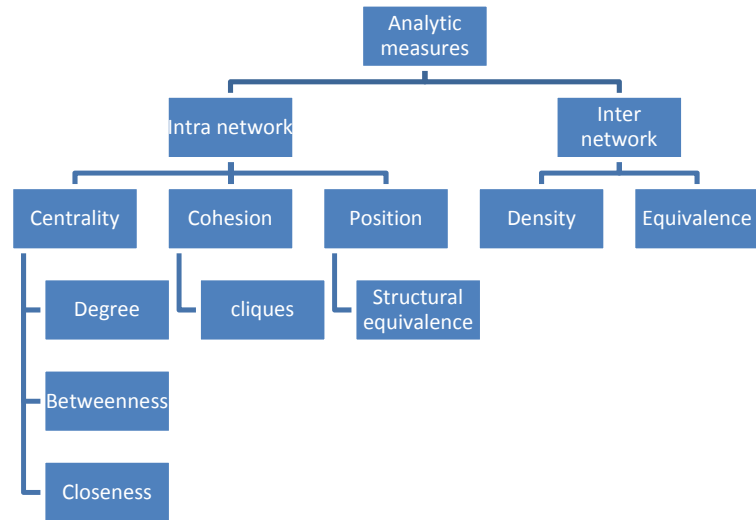 Analytic
measures
Intra network
Inter
network
Centrality
Cohesion
Position
Density
Equivalence
Degree
cliques
Structural
equivalence
Betweenness
Closeness